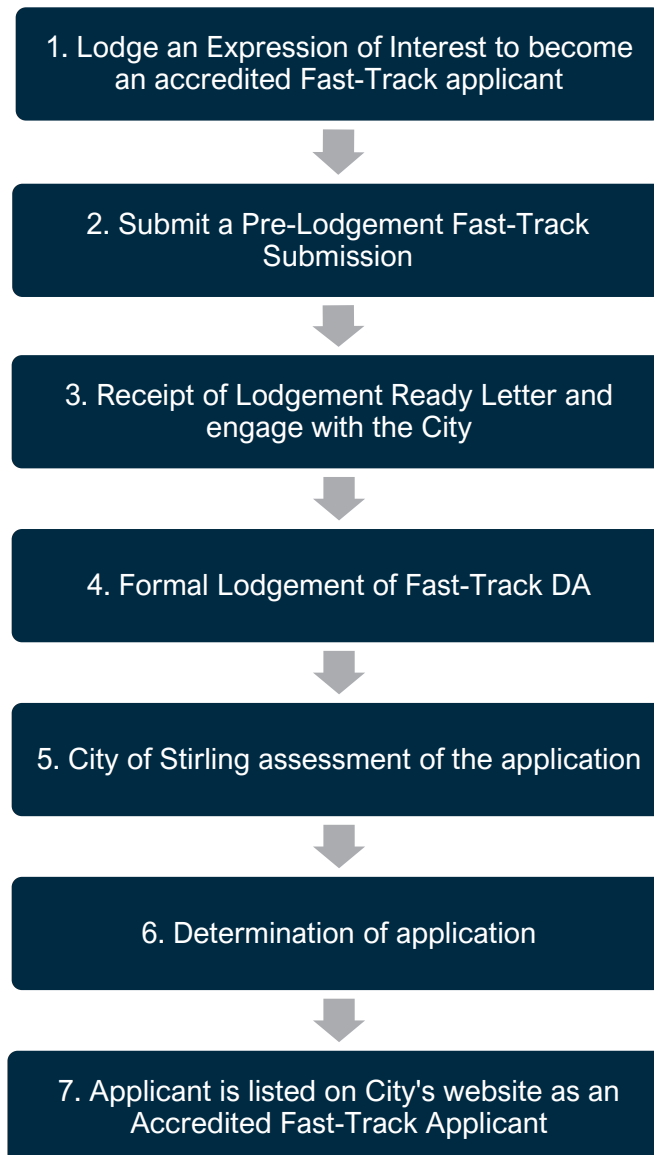 1. Lodge an Expression of Interest to become
an accredited Fast-Track applicant
2. Submit a Pre-Lodgement Fast-Track
Submission
3. Receipt of Lodgement Ready Letter and
engage with the City
4. Formal Lodgement of Fast-Track DA
5. City of Stirling assessment of the application
6. Determination of application
7. Applicant is listed on City's website as an
Accredited Fast-Track Applicant